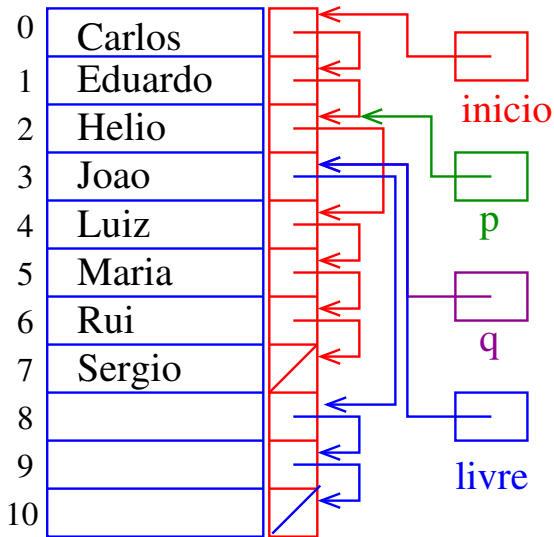 0 Carlos
1 Eduardo
inicio
2 Helio
3 Joao
p
4 Luiz
5 Maria
6 Rui
q
7 Sergio
8
9
livre
10